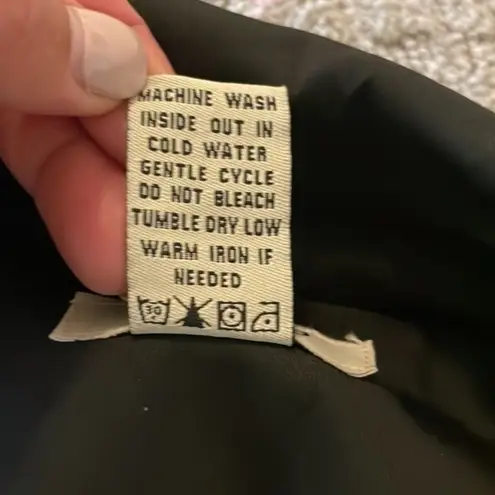 MACHINE WASH
INSIDE OUT IN
COLD WATER
GENTLE CYCLE
DO NOT BLEACH
TUMBLE DRY LOW
WARM IRON IF
NEEDED
30